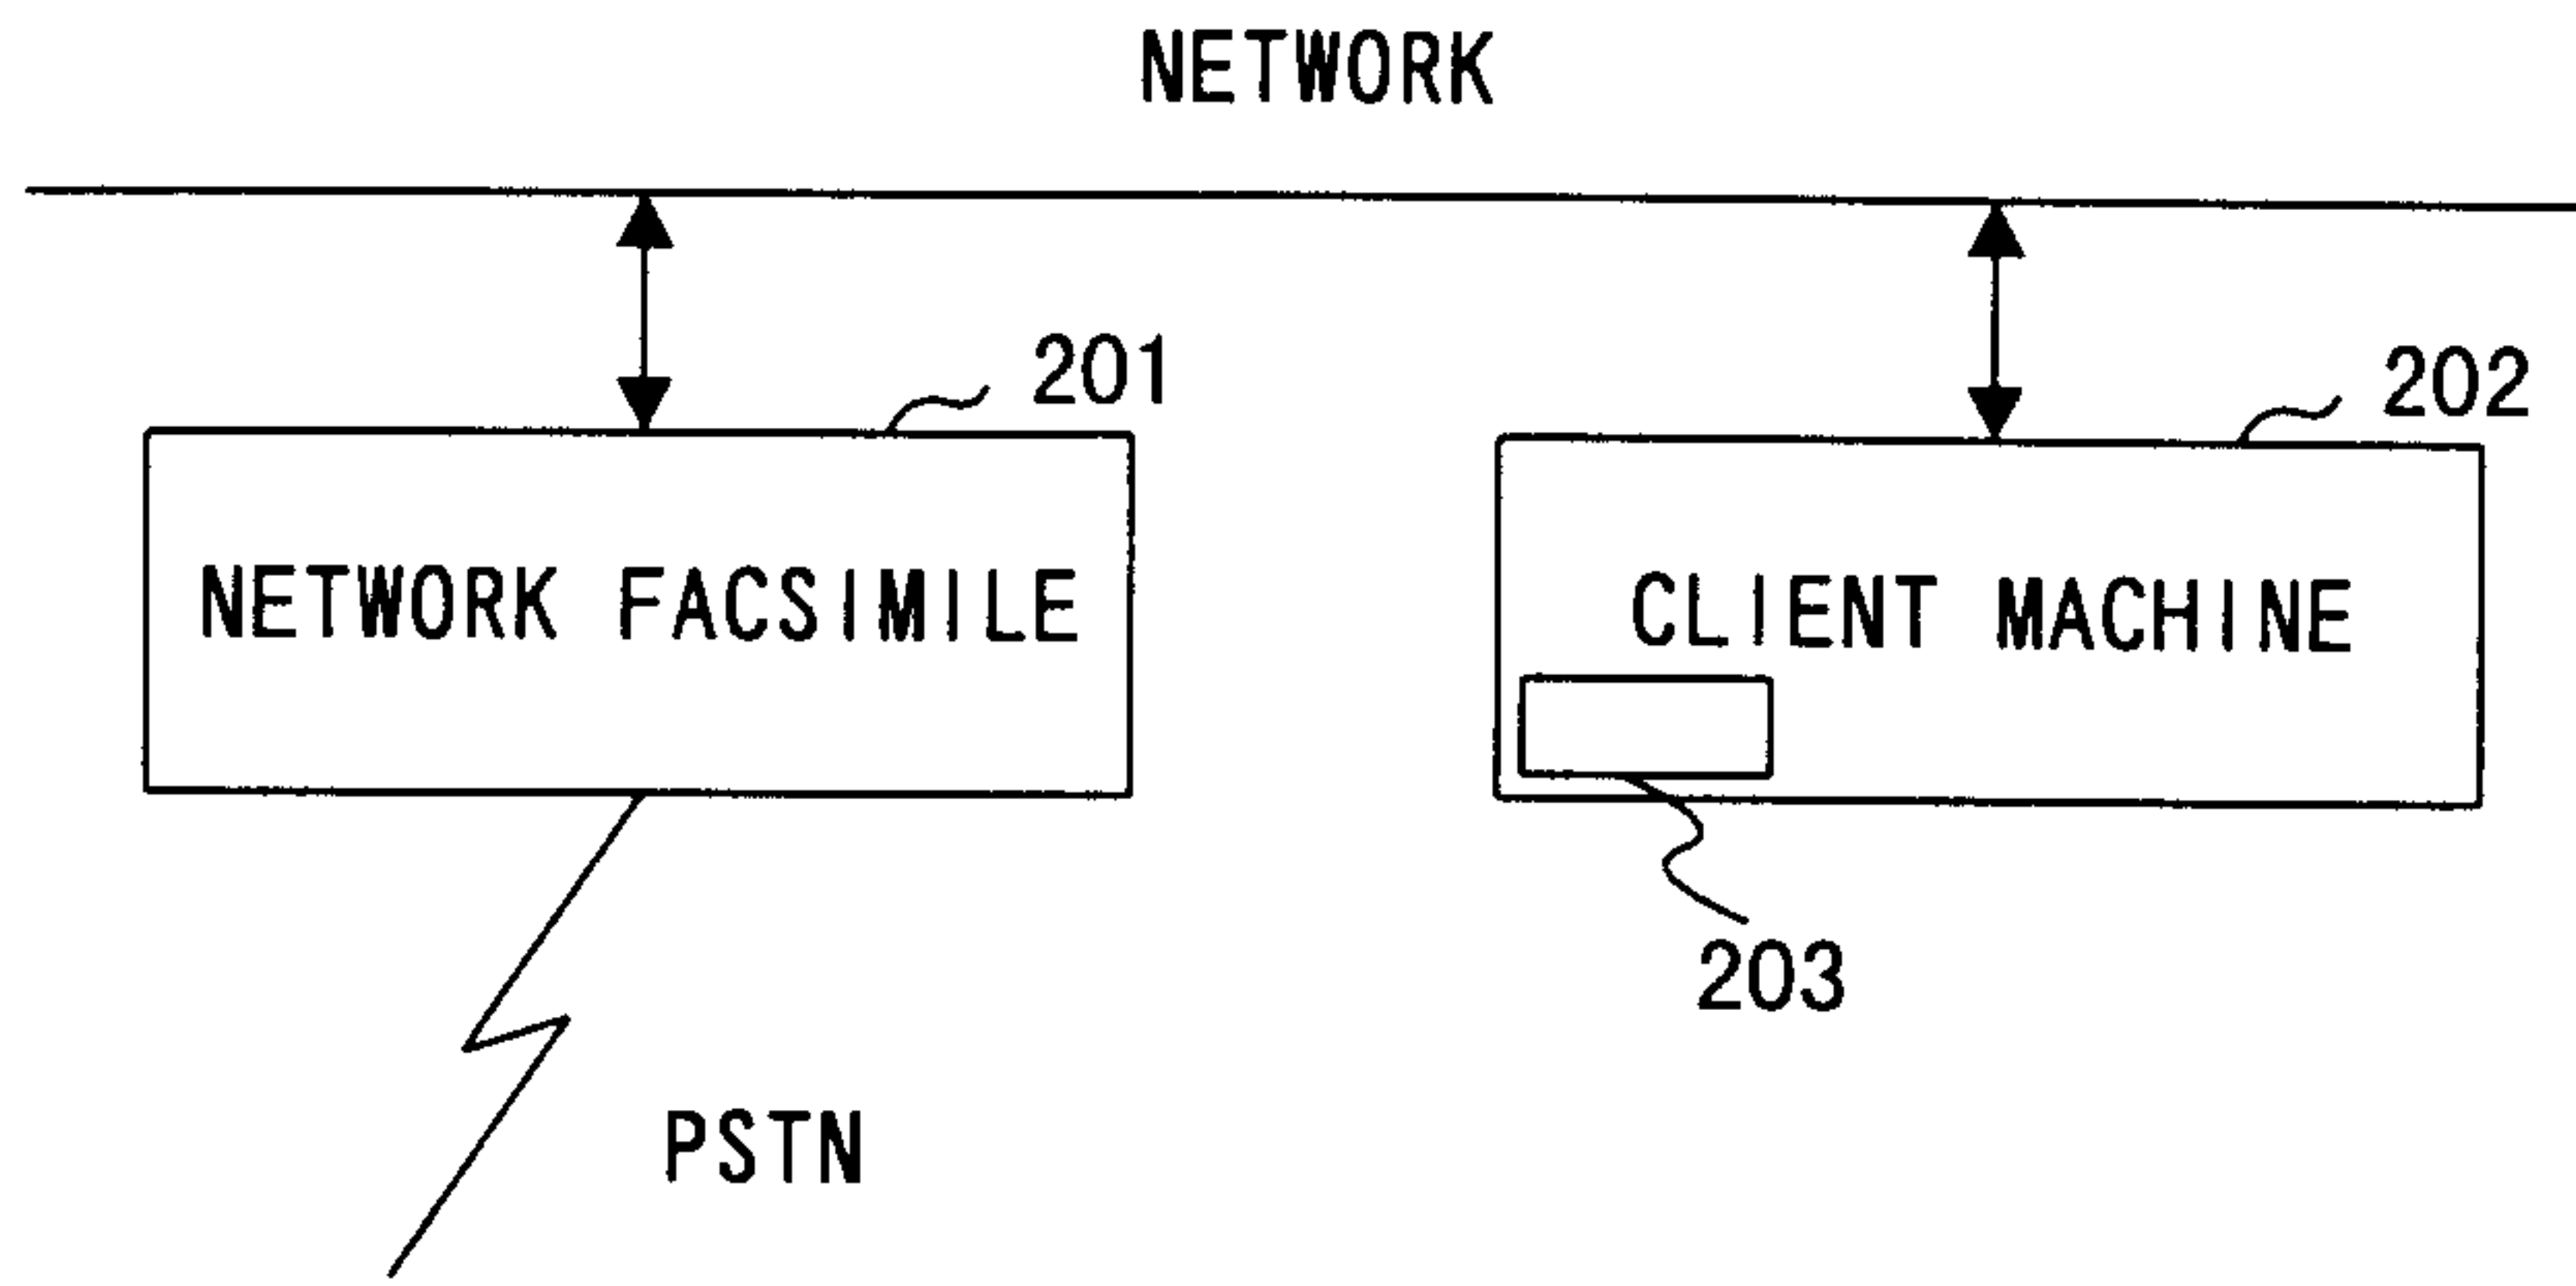 NETWORK
201
202
NETWORK FACSIMILE
CLIENT MACHINE
203
PSTN